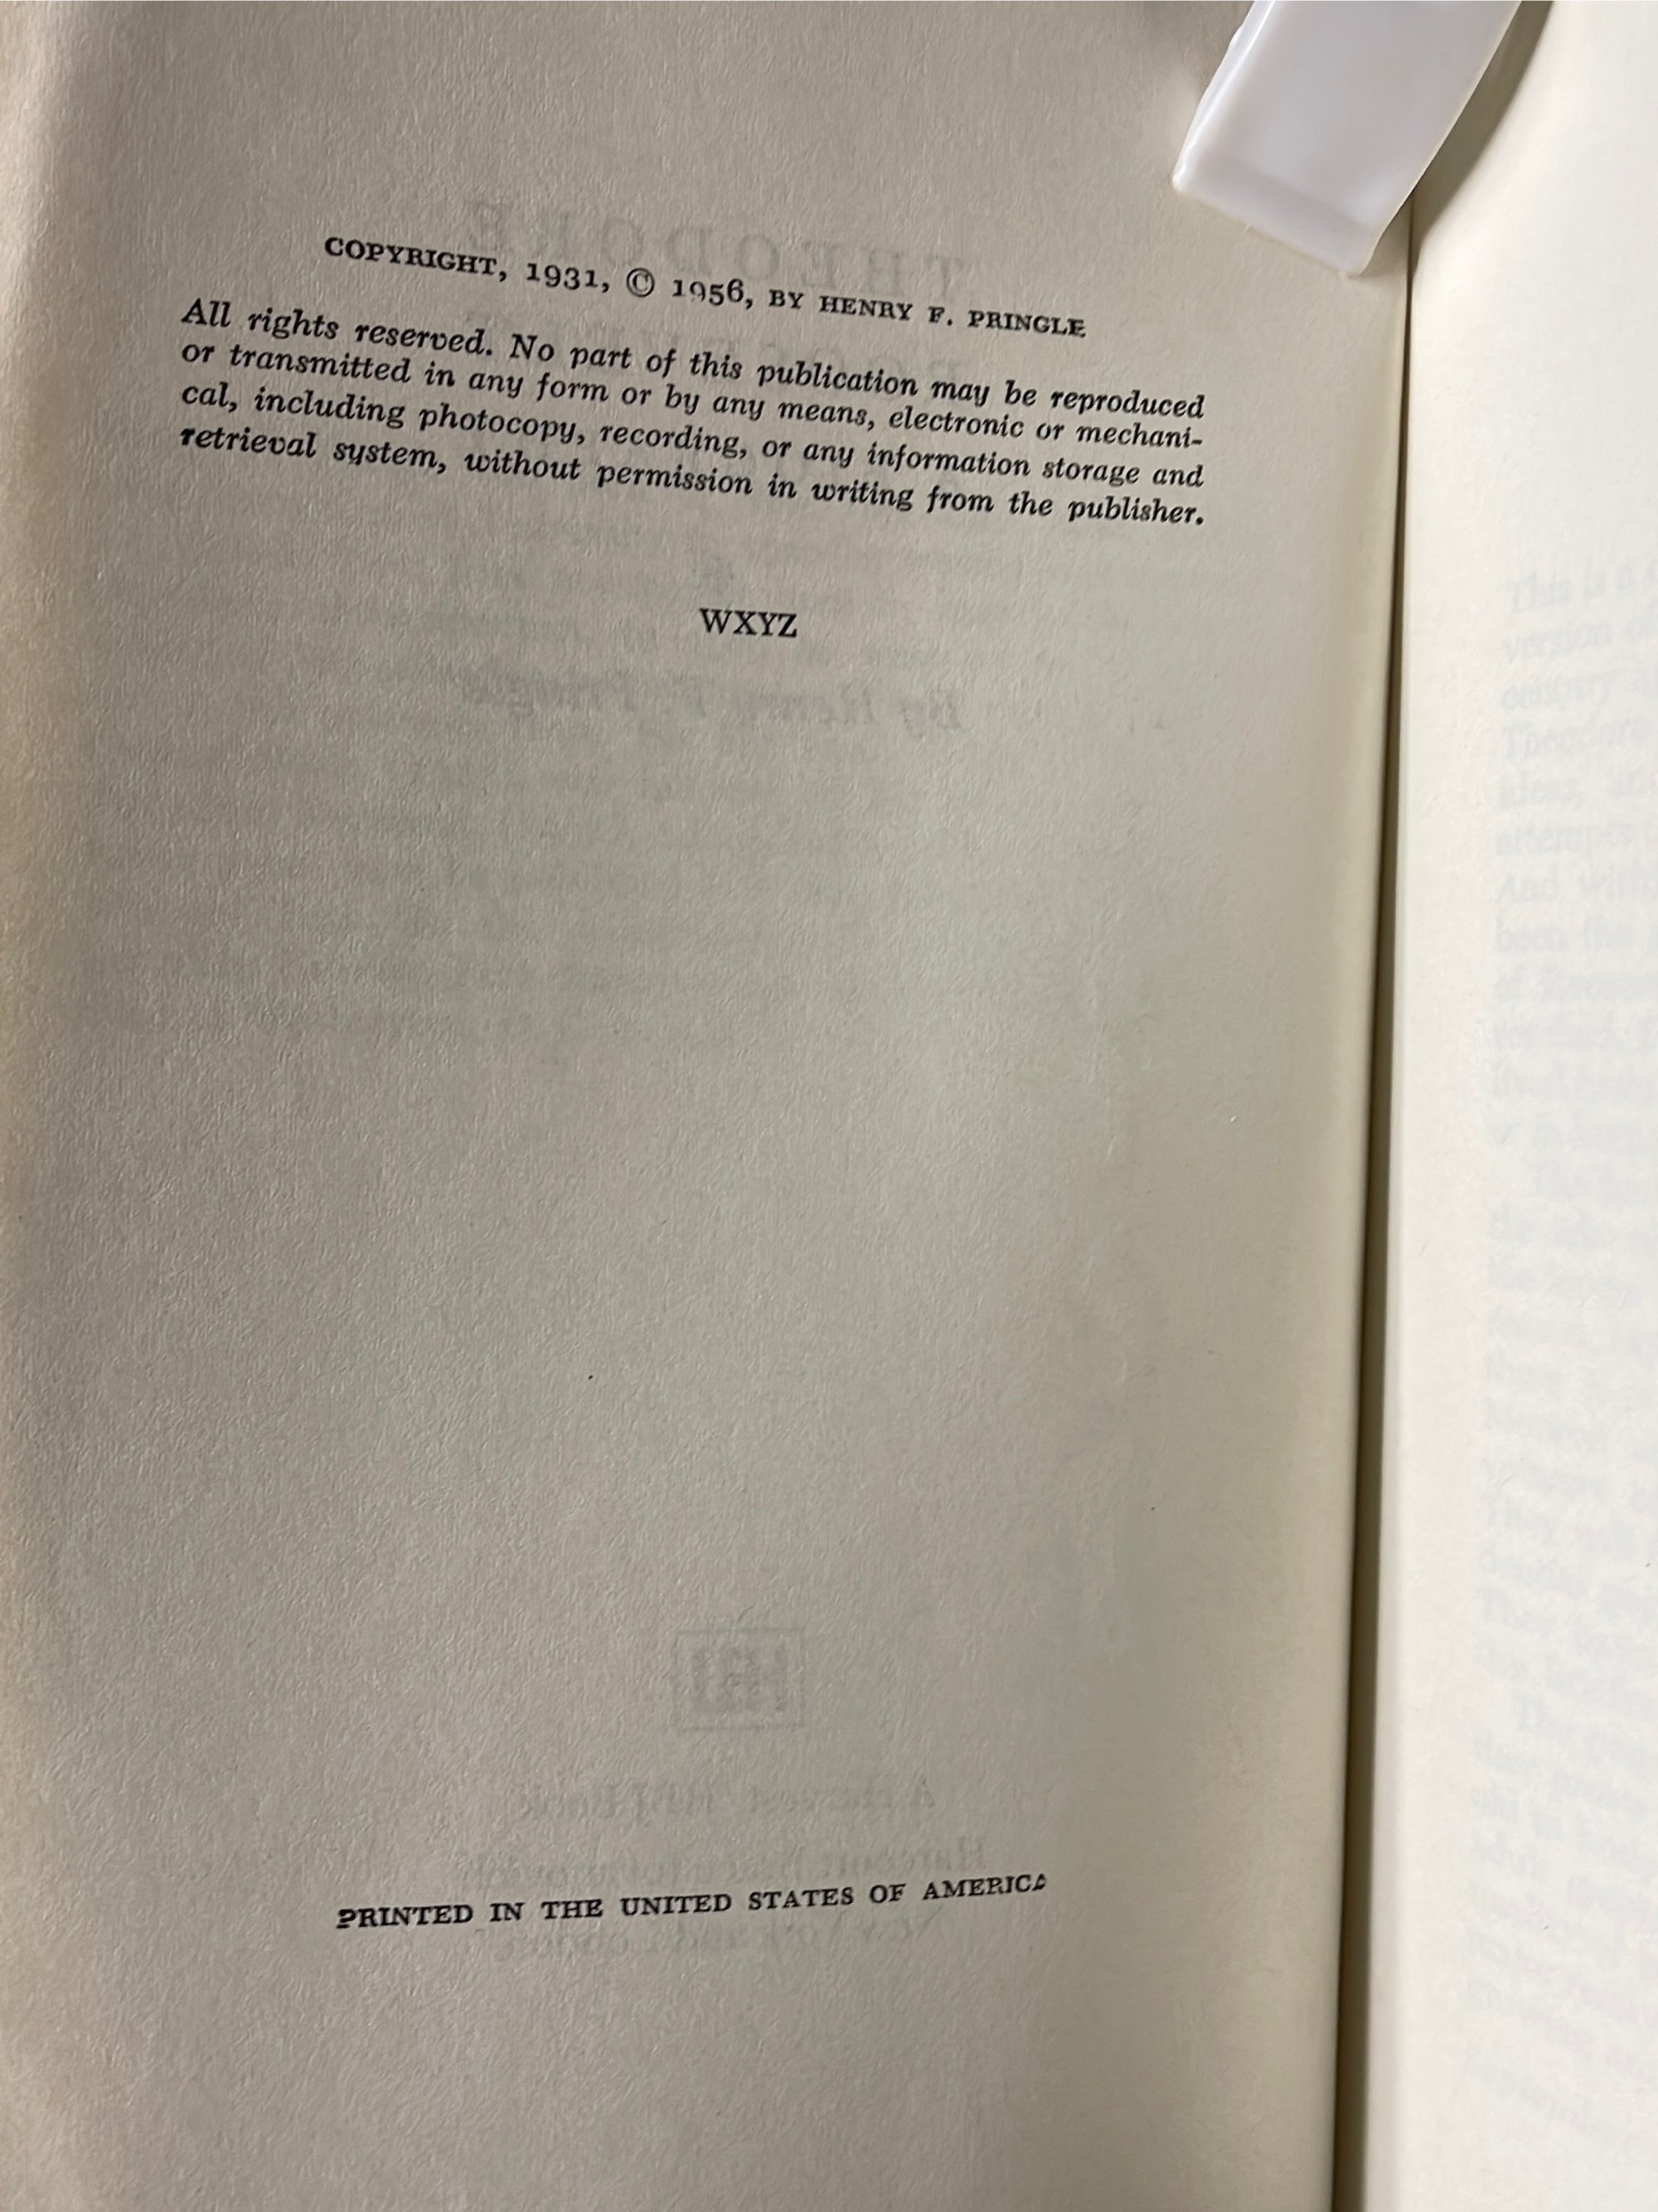 COPYRIGHT, 1931, © 1956, BY HENRY F. PRINGLE
All rights reserved. No part of this publication may be reproduced
or transmitted in any form or by any means, electronic or mechani-
cal, including photocopy, recording, or any information storage and
retrieval system, without permission in writing from the publisher.
WXYZ
PRINTED IN THE UNITED STATES OF AMERICA